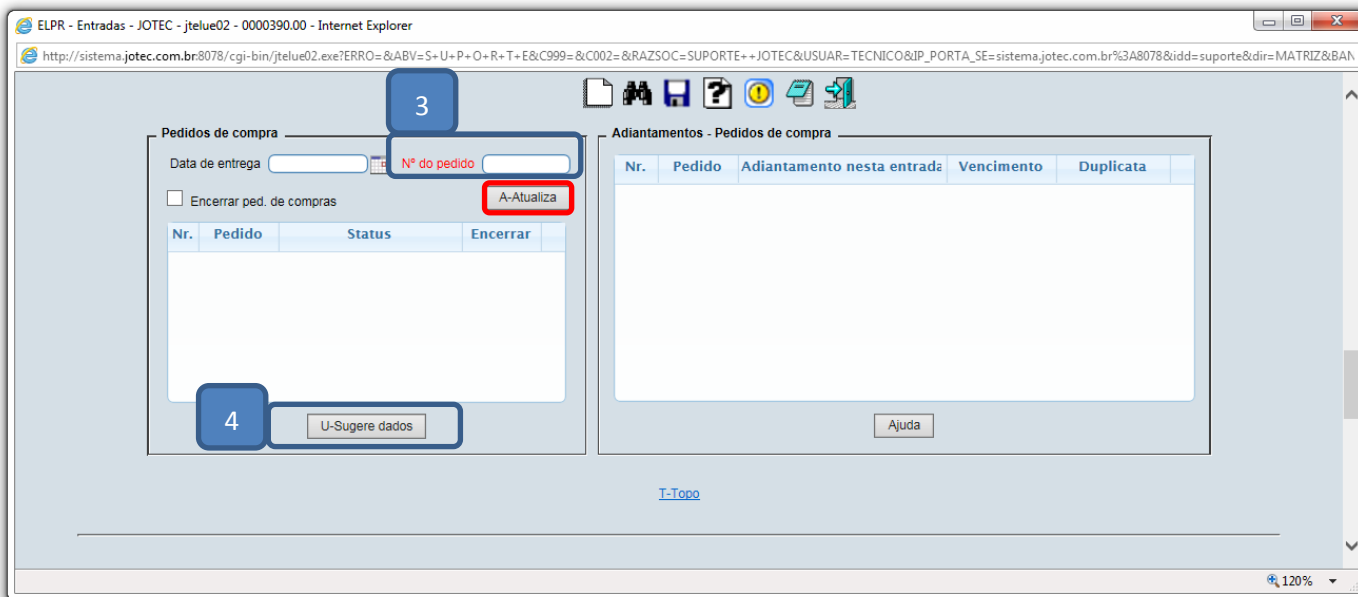 ELPR - Entradas - JOTEC - jtelue02 - 0000390.00 - Internet Explorer
http://sistema.jotec.com.br:8078/cgi-bin/jtelue02.exe?ERRO=&ABV=S+U+P+O+R+T+E&C999=&C002=&RAZSOC=SUPORTE++JOTEC&USUAR=TECNICO&IP_PORTA_SE=sistema.jotec.com.br%3A8078&idd=suporte&dir=MATRIZ&BAN
3
Pedidos de compra
Data de entrega Nº do pedido
Encerrar ped. de compras A-Atualiza
Nr. Pedido Status Encerrar
4
U-Sugere dados
Adiantamentos - Pedidos de compra
Nr. Pedido Adiantamento nesta entrada Vencimento Duplicata
Ajuda
T-Topo
120%